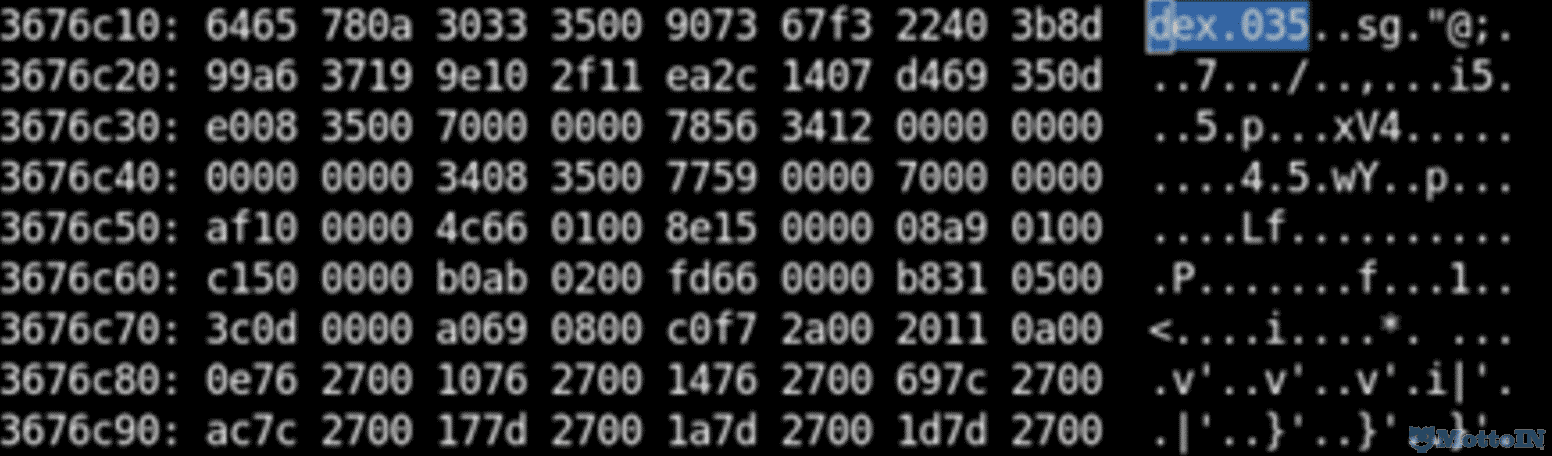 3676c10: 6465 780a 3033 3500 9073 67f3 2240 3b8d dex.035..sg."@;.
3676c20: 99a6 3719 9e10 2f11 ea2c 1407 d469 350d ..7.../..,...i5.
3676c30: e008 3500 7000 0000 7856 3412 0000 0000 ..5.p...xV4.....
3676c40: 0000 0000 3408 3500 7759 0000 7000 0000 ....4.5.wY..p...
3676c50: af10 0000 4c66 0100 8e15 0000 08a9 0100 ....Lf..........
3676c60: c150 0000 b0ab 0200 fd66 0000 b831 0500 .P.......f...1..
3676c70: 3c0d 0000 a069 0800 c0f7 2a00 2011 0a00 <....i....*. ...
3676c80: 0e76 2700 1076 2700 1476 2700 697c 2700 .v'..v'..v'.i|'.
3676c90: ac7c 2700 177d 2700 1a7d 2700 1d7d 2700 .|'..}'..}'..}'.
MottoIN